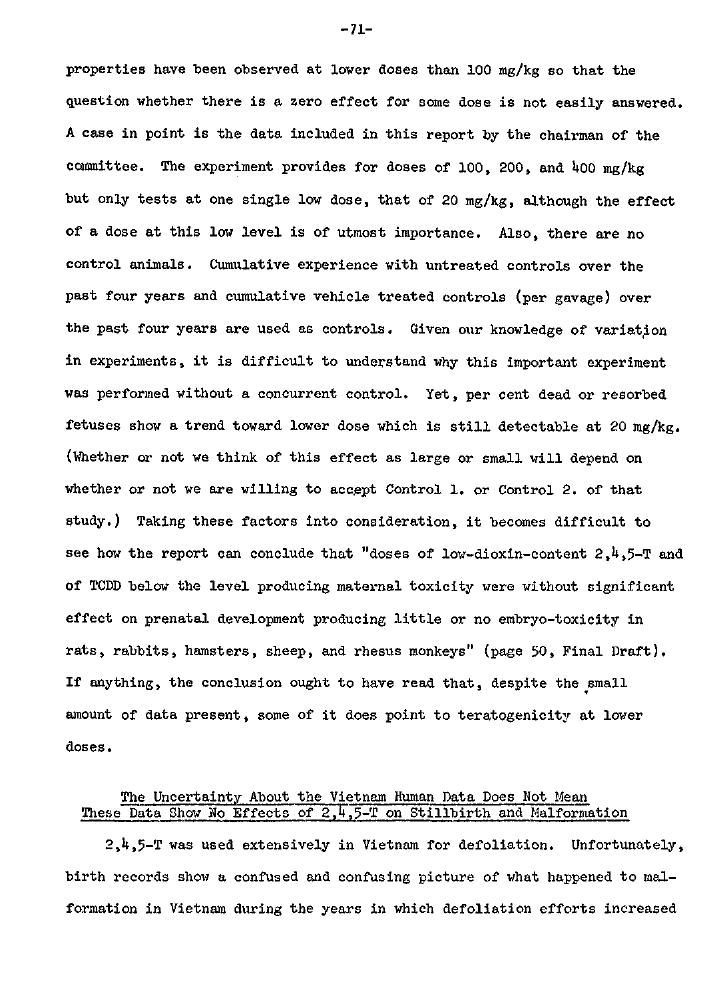 -71-
properties have been observed at lower doses than 100 mg/kg so that the
question whether there is a zero effect for some dose is not easily answered.
A case in point is the data included in this report by the chairman of the
committee. The experiment provides for doses of 100, 200, and 400 mg/kg
but only tests at one single low dose, that of 20 mg/kg, although the effect
of a dose at this low level is of utmost importance. Also, there are no
control animals. Cumulative experience with untreated controls over the
past four years and cumulative vehicle treated controls (per gavage) over
the past four years are used as controls. Given our knowledge of variation
in experiments, it is difficult to understand why this important experiment
was performed without a concurrent control. Yet, per cent dead or resorbed
fetuses show a trend toward lower dose which is still detectable at 20 mg/kg.
(Whether or not we think of this effect as large or small will depend on
whether or not we are willing to accept Control 1. or Control 2. of that
study.) Taking these factors into consideration, it becomes difficult to
see how the report can conclude that "doses of low-dioxin-content 2,4,5-T and
of TCDD below the level producing maternal toxicity were without significant
effect on prenatal development producing little or no embryo-toxicity in
rats, rabbits, hamsters, sheep, and rhesus monkeys" (page 50, Final Draft).
If anything, the conclusion ought to have read that, despite the small
amount of data present, some of it does point to teratogenicity at lower
doses.
The Uncertainty About the Vietnam Human Data Does Not Mean
These Data Show No Effects of 2,4,5-T on Stillbirth and Malformation
2,4,5-T was used extensively in Vietnam for defoliation. Unfortunately,
birth records show a confused and confusing picture of what happened to mal-
formation in Vietnam during the years in which defoliation efforts increased